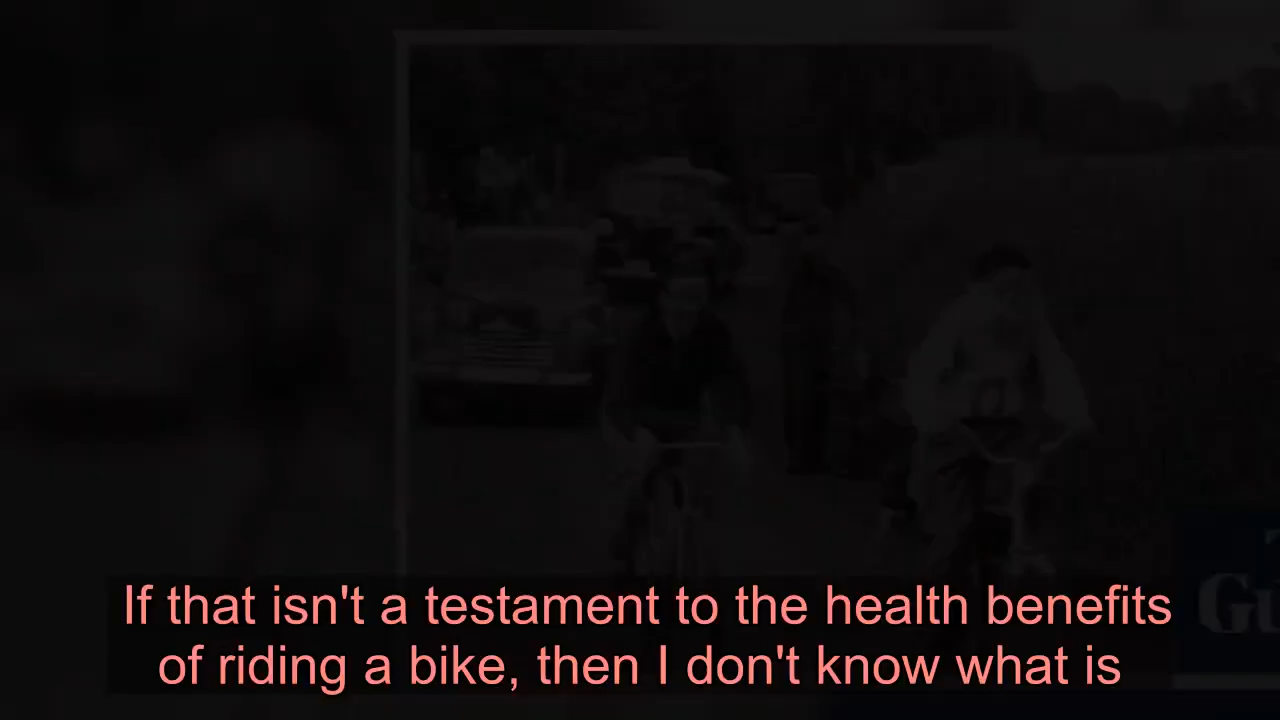 If that isn't a testament to the health benefits
of riding a bike, then I don't know what is